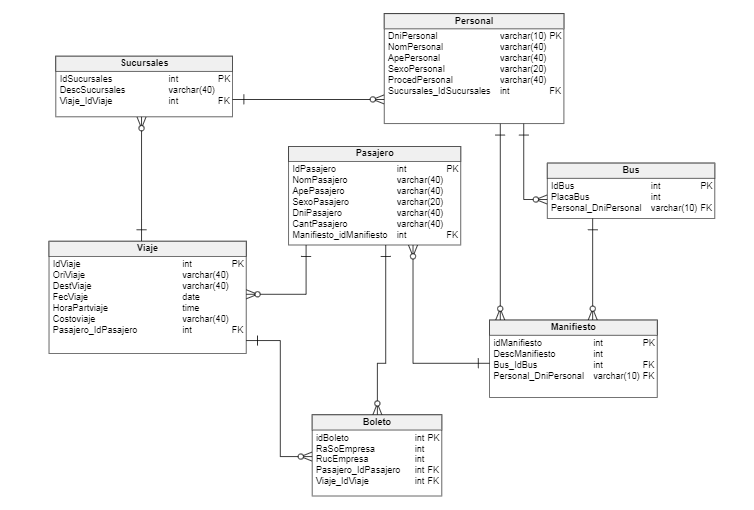 Personal
DniPersonal varchar(10) PK
NomPersonal varchar(40)
ApePersonal varchar(40)
SexoPersonal varchar(20)
ProcedPersonal varchar(40)
Sucursales_IdSucursales int FK
Sucursales
IdSucursales int PK
DescSucursales varchar(40)
Viaje_IdViaje int FK
Pasajero
IdPasajero int PK
NomPasajero varchar(40)
ApePasajero varchar(40)
SexoPasajero varchar(20)
DniPasajero varchar(40)
CantPasajero varchar(40)
Manifiesto_idManifiesto int FK
Bus
IdBus int PK
PlacaBus int
Personal_DniPersonal varchar(10) FK
Viaje
IdViaje int PK
OriViaje varchar(40)
DestViaje varchar(40)
FecViaje date
HoraPartviaje time
Costoviaje varchar(40)
Pasajero_IdPasajero int FK
Manifiesto
idManifiesto int PK
DescManifiesto int
Bus_IdBus int FK
Personal_DniPersonal varchar(10) FK
Boleto
idBoleto int PK
RaSoEmpresa int
RucEmpresa int
Pasajero_IdPasajero int FK
Viaje_IdViaje int FK